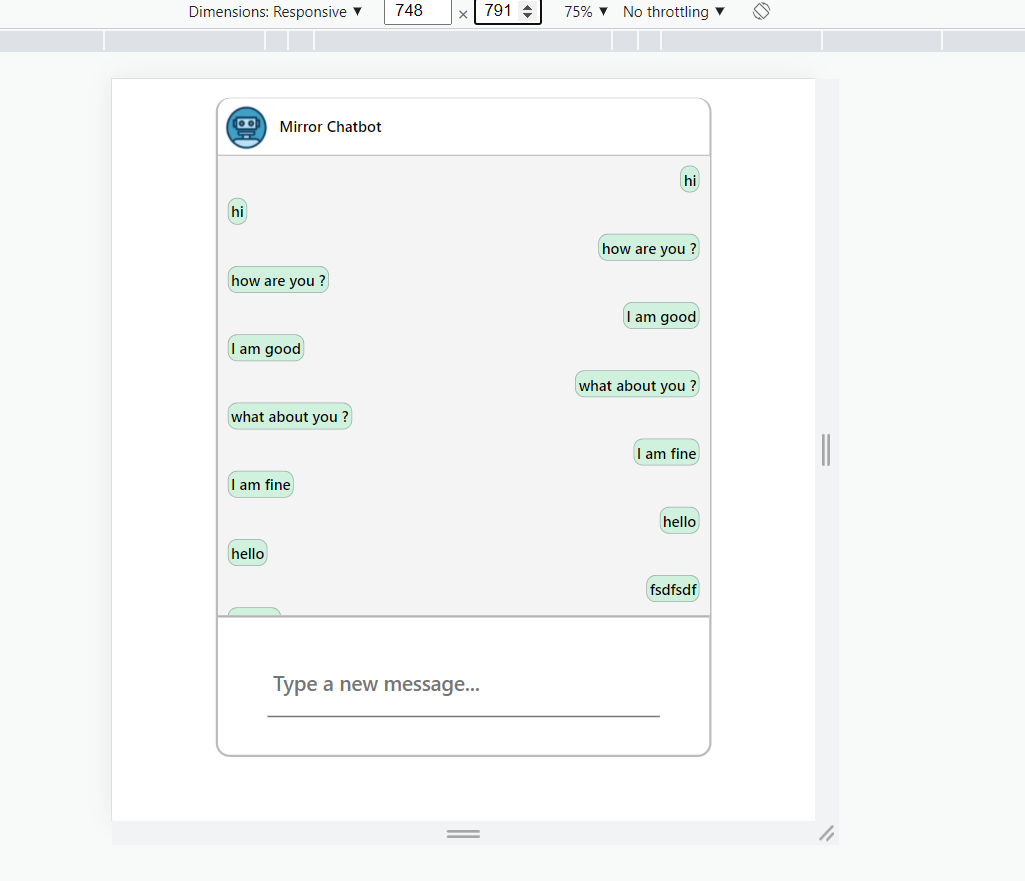 Dimensions: Responsive ▼ 748 × 791 75% ▼ No throttling ▼
Mirror Chatbot
hi
hi
how are you ?
how are you ?
I am good
I am good
what about you ?
what about you ?
I am fine
I am fine
hello
hello
fsdfsdf
Type a new message...